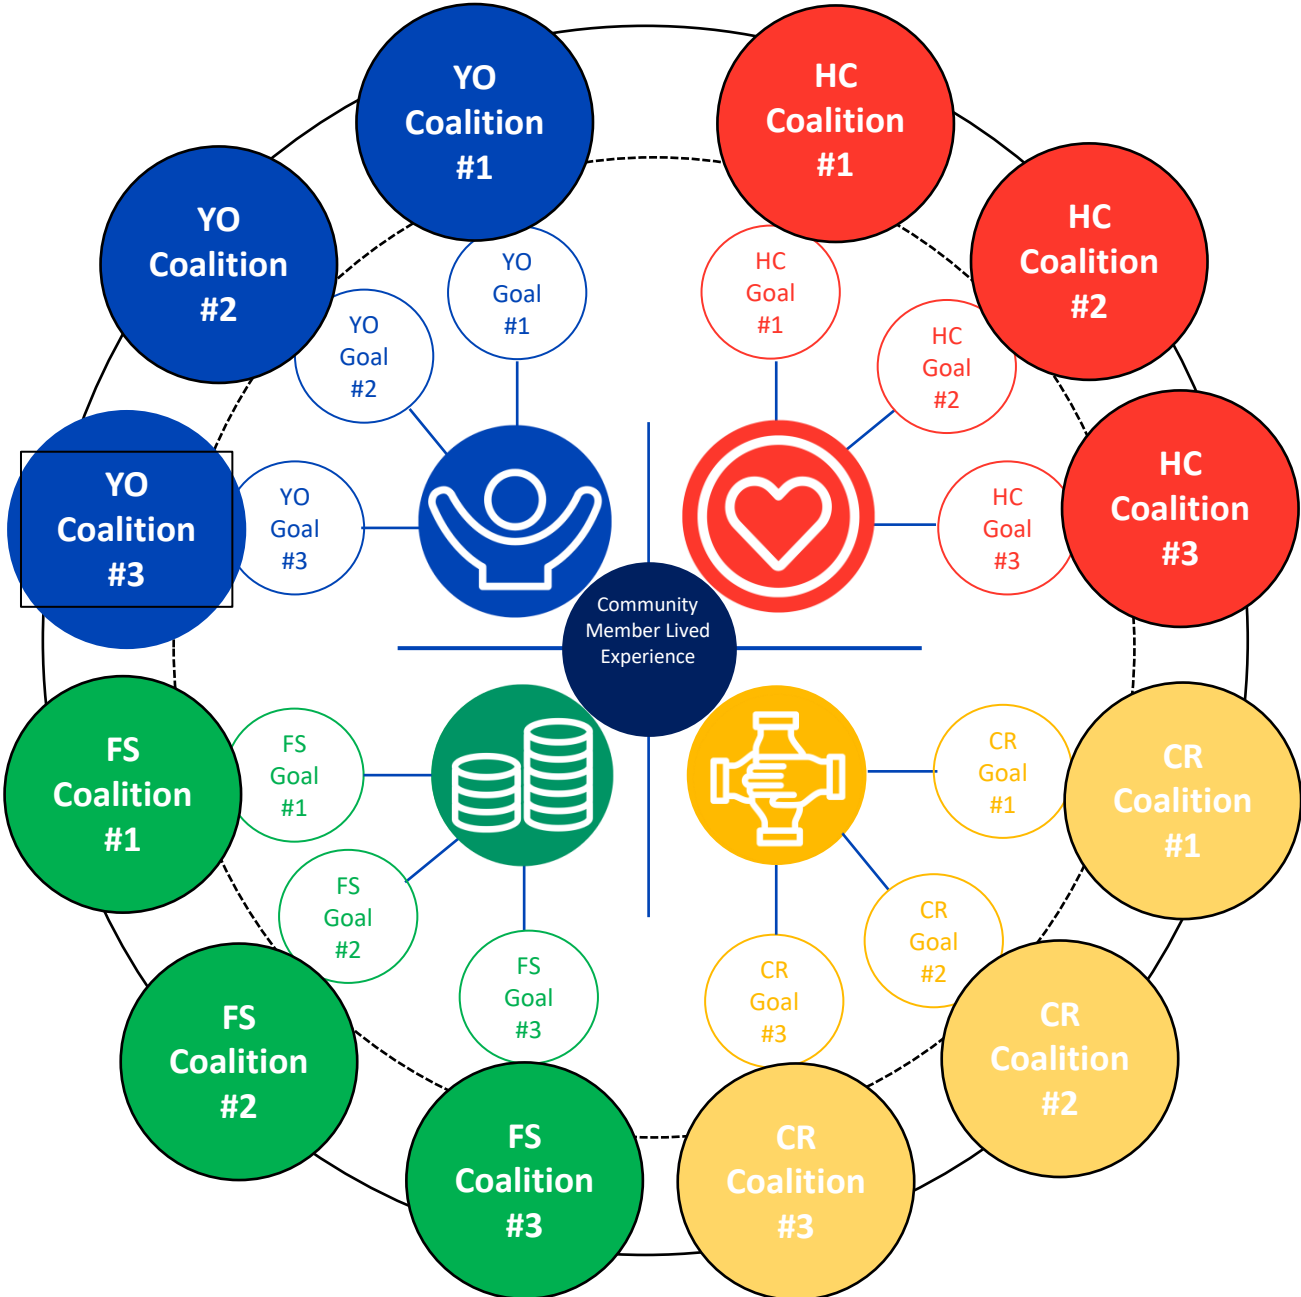 YO
Coalition
#1
HC
Coalition
#1
YO
Coalition
#2
HC
Coalition
#2
YO
Goal
#1
HC
Goal
#1
YO
Goal
#2
HC
Goal
#2
YO
Coalition
#3
YO
Goal
#3
HC
Goal
#3
HC
Coalition
#3
Community
Member Lived
Experience
FS
Coalition
#1
FS
Goal
#1
CR
Goal
#1
CR
Coalition
#1
FS
Goal
#2
CR
Goal
#2
FS
Goal
#3
CR
Goal
#3
FS
Coalition
#2
CR
Coalition
#2
FS
Coalition
#3
CR
Coalition
#3